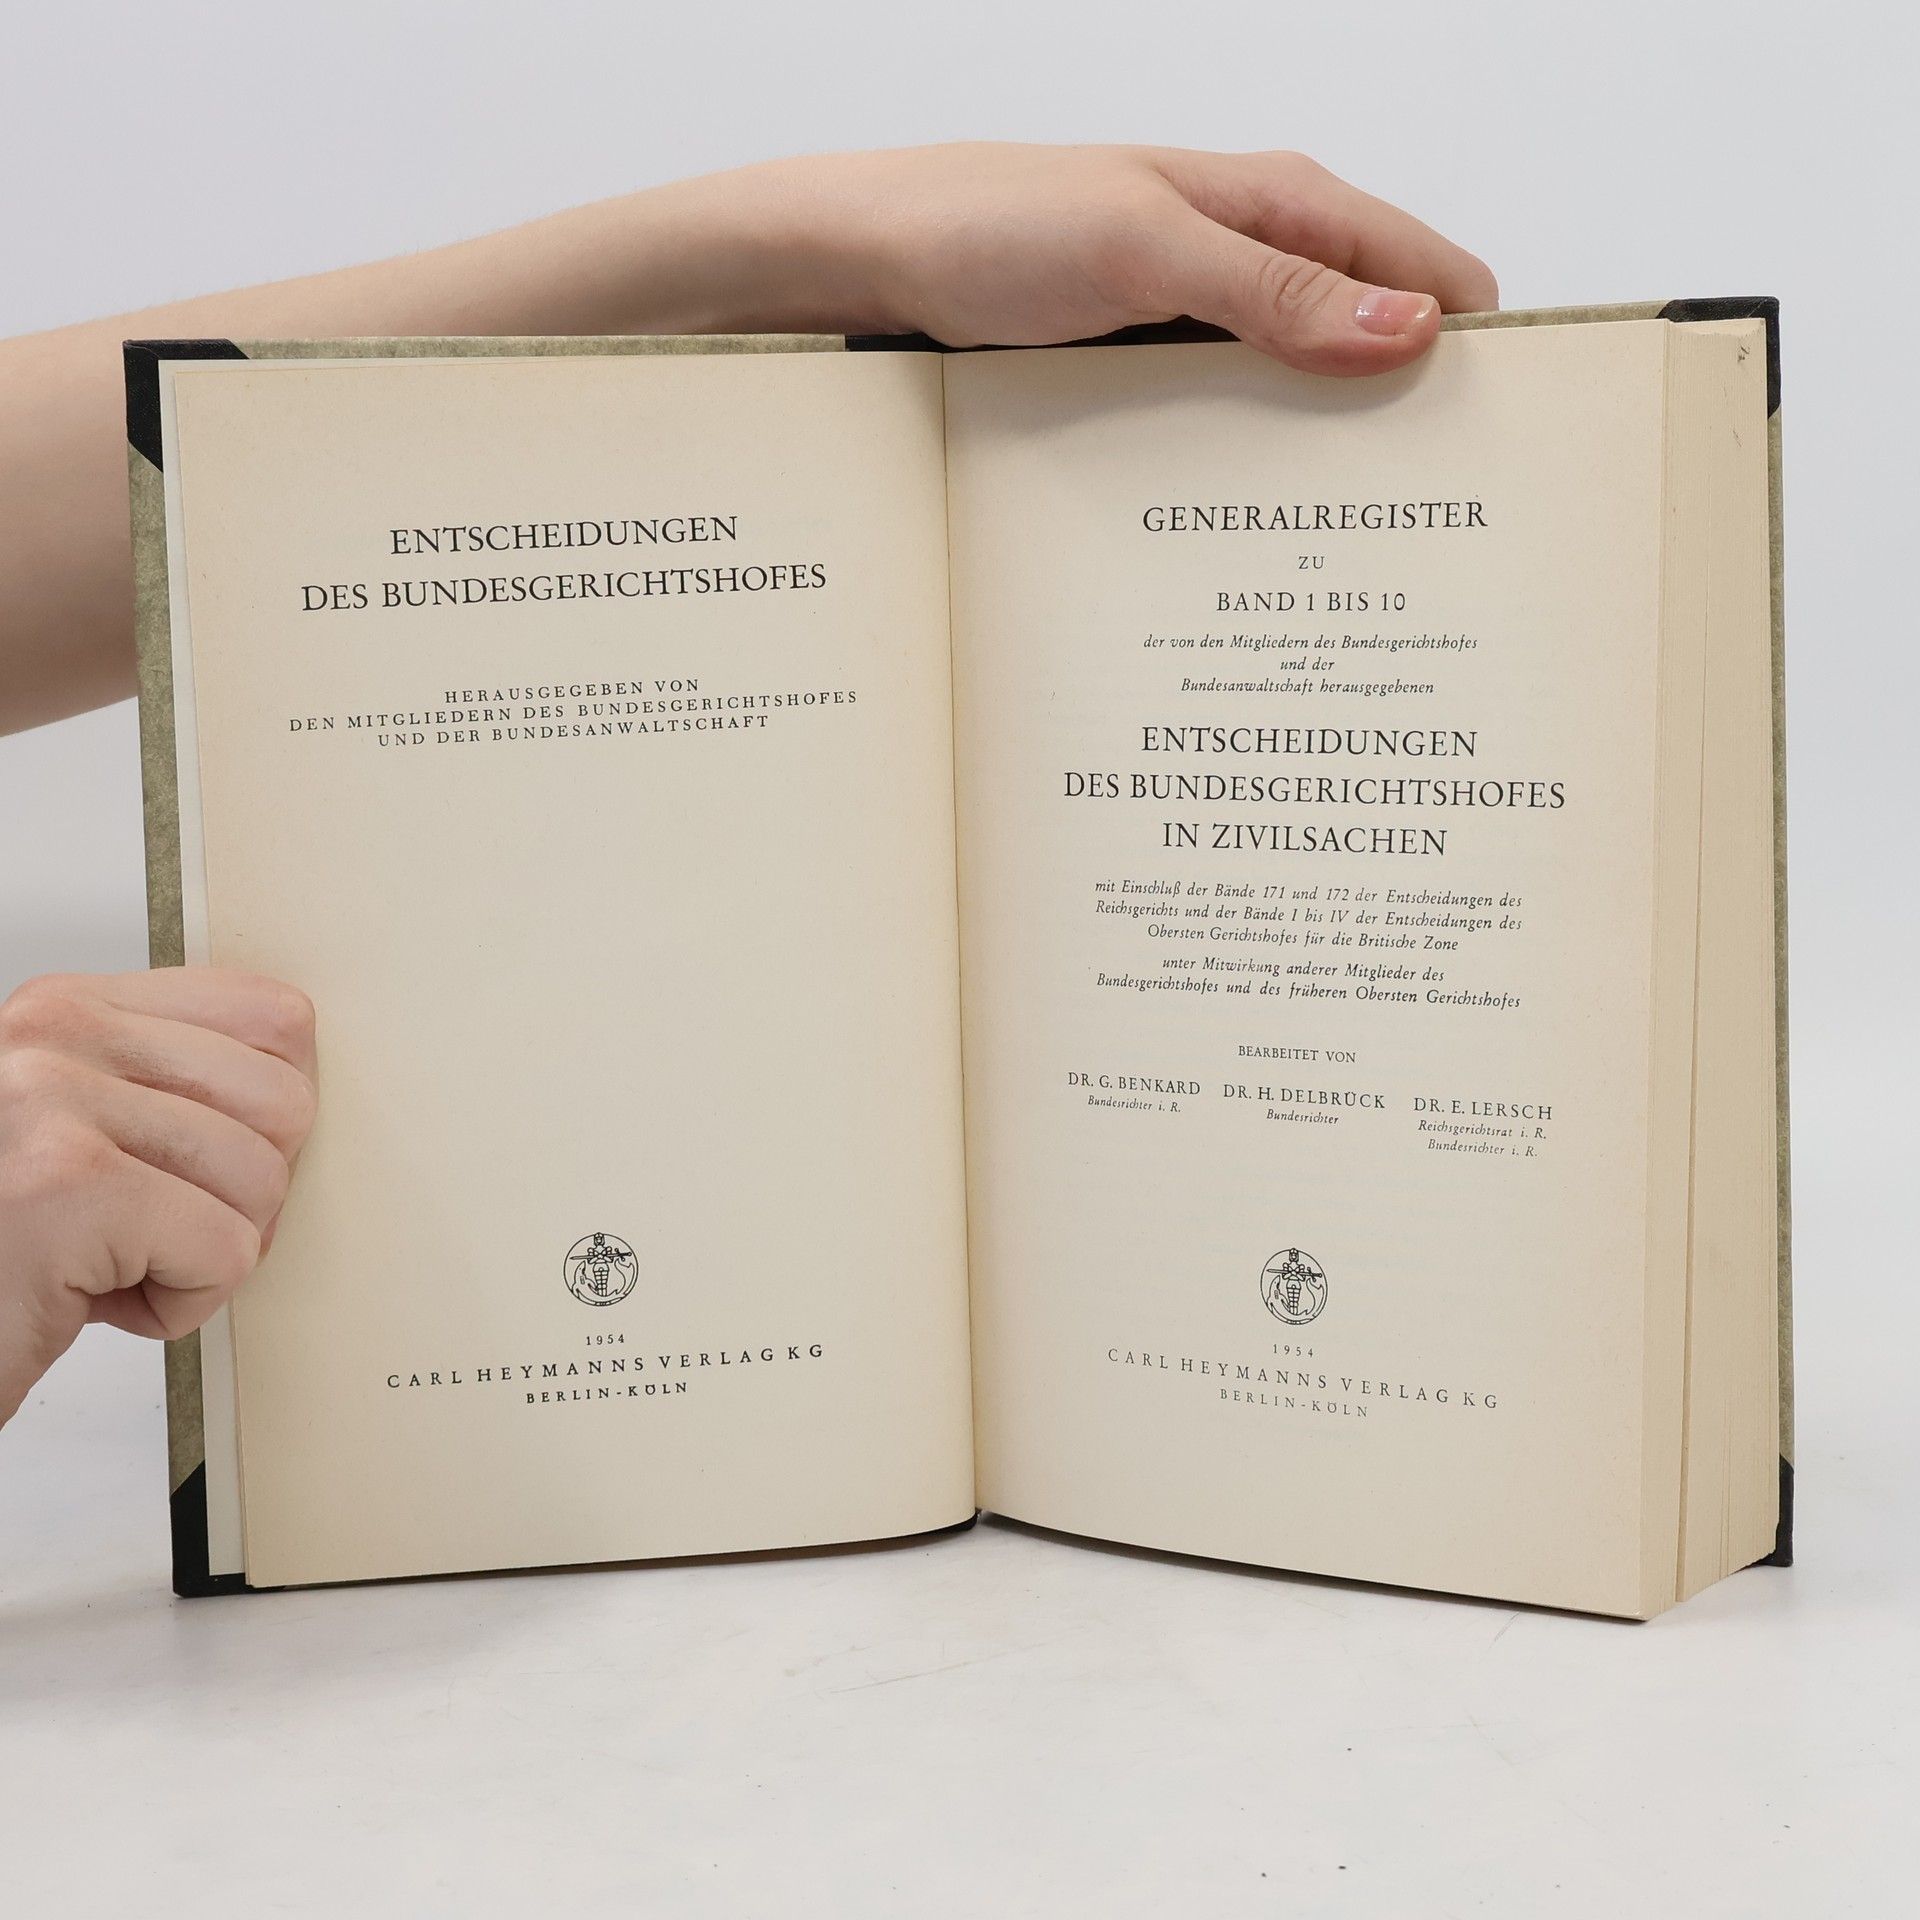 ENTSCHEIDUNGEN
DES BUNDESGERICHTSHOFES
HERAUSGEGEBEN VON
DEN MITGLIEDERN DES BUNDESGERICHTSHOFES
UND DER BUNDESANWALTSCHAFT
1954
CARL HEYMANNS VERLAG KG
BERLIN-KÖLN
GENERALREGISTER
ZU
BAND 1 BIS 10
der von den Mitgliedern des Bundesgerichtshofes
und der
Bundesanwaltschaft herausgegebenen
ENTSCHEIDUNGEN
DES BUNDESGERICHTSHOFES
IN ZIVILSACHEN
mit Einschluß der Bände 171 und 172 der Entscheidungen des
Reichsgerichts und der Bände I bis IV der Entscheidungen des
Obersten Gerichtshofes für die Britische Zone
unter Mitwirkung anderer Mitglieder des
Bundesgerichtshofes und des früheren Obersten Gerichtshofes
BEARBEITET VON
DR. G. BENKARD DR. H. DELBRÜCK DR. E. LERSCH
Bundesrichter i. R. Bundesrichter Reichsgerichtsrat i. R.
Bundesrichter i. R.
1954
CARL HEYMANNS VERLAG KG
BERLIN-KÖLN